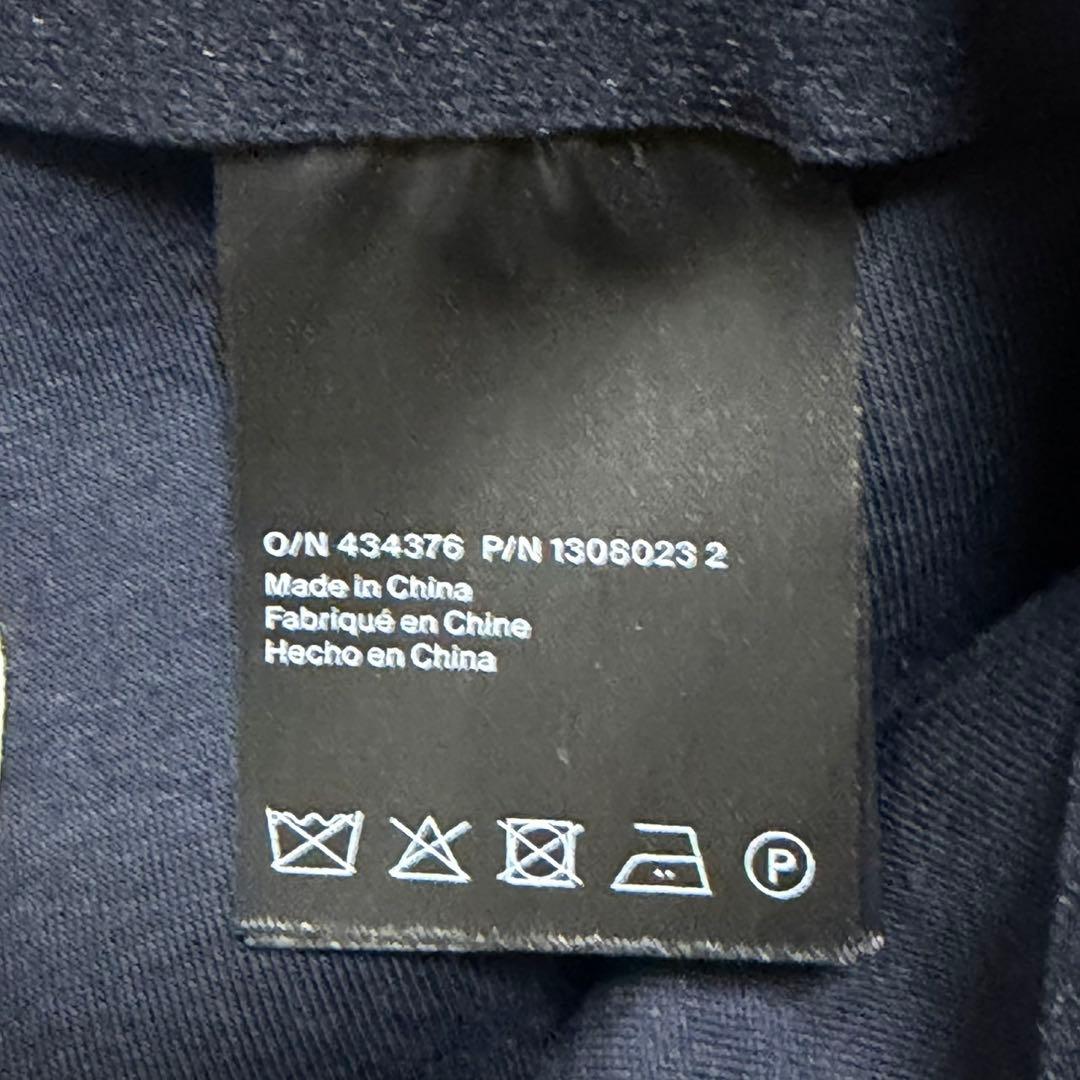 O/N 434376 P/N 1308023 2
Made in China
Fabriqué en Chine
Hecho en China
P